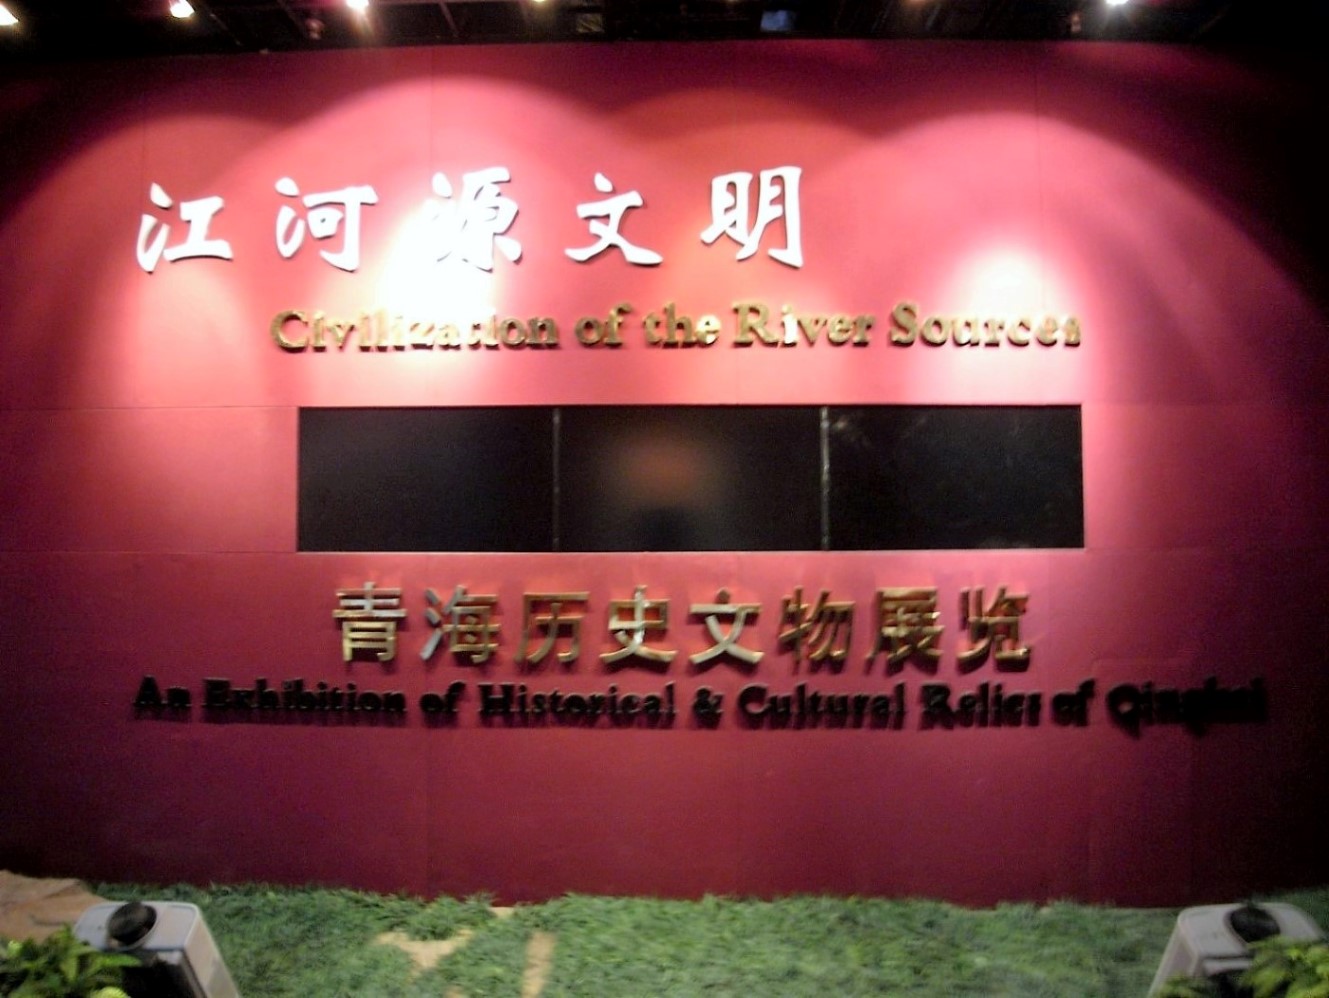 江河源文明
Civilization of the River Sources
青海历史文物展览
An Exhibition of Historical & Cultural Relics of Qinghai